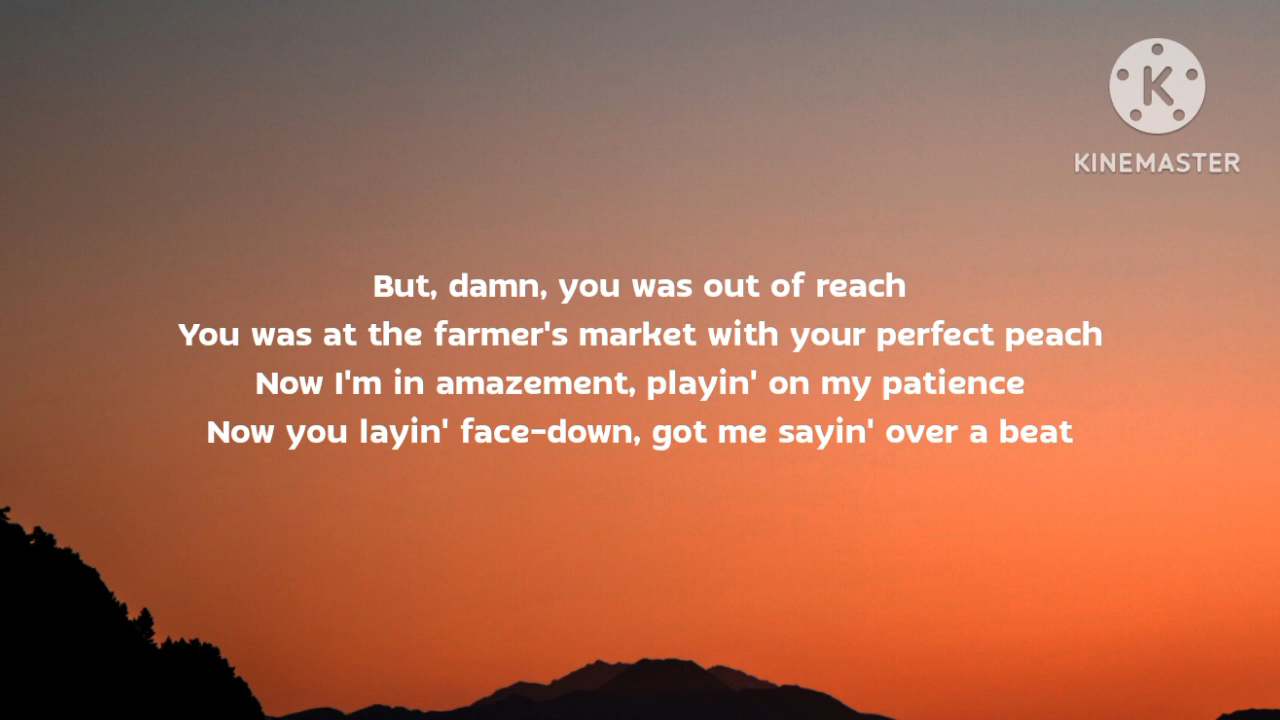 K
KINEMASTER
But, damn, you was out of reach
You was at the farmer's market with your perfect peach
Now I'm in amazement, playin' on my patience
Now you layin' face-down, got me sayin' over a beat